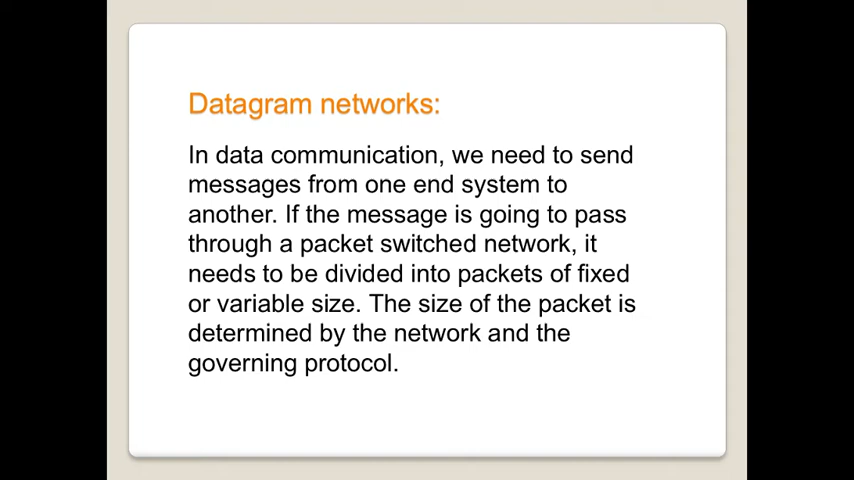 Datagram networks:
In data communication, we need to send
messages from one end system to
another. If the message is going to pass
through a packet switched network, it
needs to be divided into packets of fixed
or variable size. The size of the packet is
determined by the network and the
governing protocol.